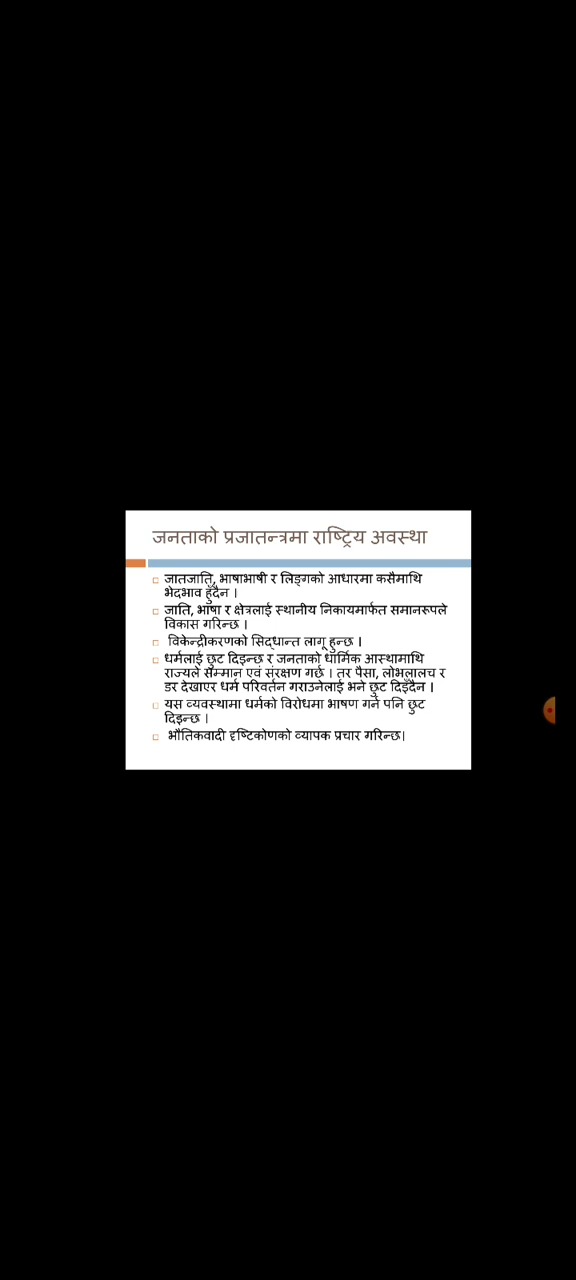 जनताको प्रजातन्त्रमा राष्ट्रिय अवस्था
जातजाति, भाषाभाषी र लिङ्गको आधारमा कसैमाथि
भेदभाव हुँदैन ।
जाति, भाषा र क्षेत्रलाई स्थानीय निकायमार्फत समानरूपले
विकास गरिन्छ ।
विकेन्द्रीकरणको सिद्धान्त लागू हुन्छ ।
धर्मलाई छुट दिइन्छ र जनताको धार्मिक आस्थामाथि
राज्यले सम्मान एवं संरक्षण गर्छ । तर पैसा, लोभलालच र
डर देखाएर धर्म परिवर्तन गराउनेलाई भने छुट दिइँदैन ।
यस व्यवस्थामा धर्मको विरोधमा भाषण गर्न पनि छुट
दिइन्छ ।
भौतिकवादी दृष्टिकोणको व्यापक प्रचार गरिन्छ।